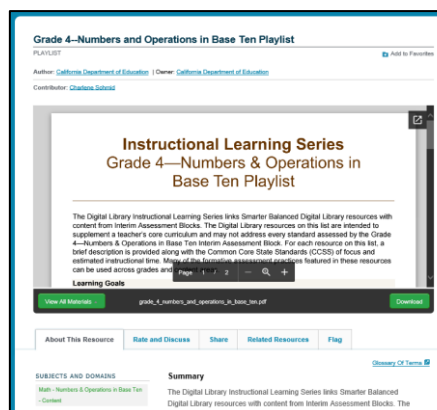 Grade 4--Numbers and Operations in Base Ten Playlist
PLAYLIST
Add to Favorites
Author: California Department of Education | Owner: California Department of Education
Contributor: Charlene Schmid
Instructional Learning Series
Grade 4—Numbers & Operations in
Base Ten Playlist
The Digital Library Instructional Learning Series links Smarter Balanced Digital Library resources with
content from Interim Assessment Blocks. The Digital Library resources on this list are intended to
supplement a teacher's core curriculum and may not address every standard assessed by the Grade
4—Numbers & Operations in Base Ten Interim Assessment Block. For each resource on this list, a
brief description is provided along with the Common Core State Standards (CCSS) of focus and
estimated instructional time. Many of the formative assessment practices featured in these resources
can be used across grades and
Page 1 2 — +
Learning Goals
View All Materials
grade_4_numbers_and_operations_in_base_ten.pdf
Download
About This Resource
Rate and Discuss
Share
Related Resources
Flag
Glossary Of Terms
SUBJECTS AND DOMAINS
Math - Numbers & Operations in Base Ten
- Content
Summary
The Digital Library Instructional Learning Series links Smarter Balanced
Digital Library resources with content from Interim Assessment Blocks. The